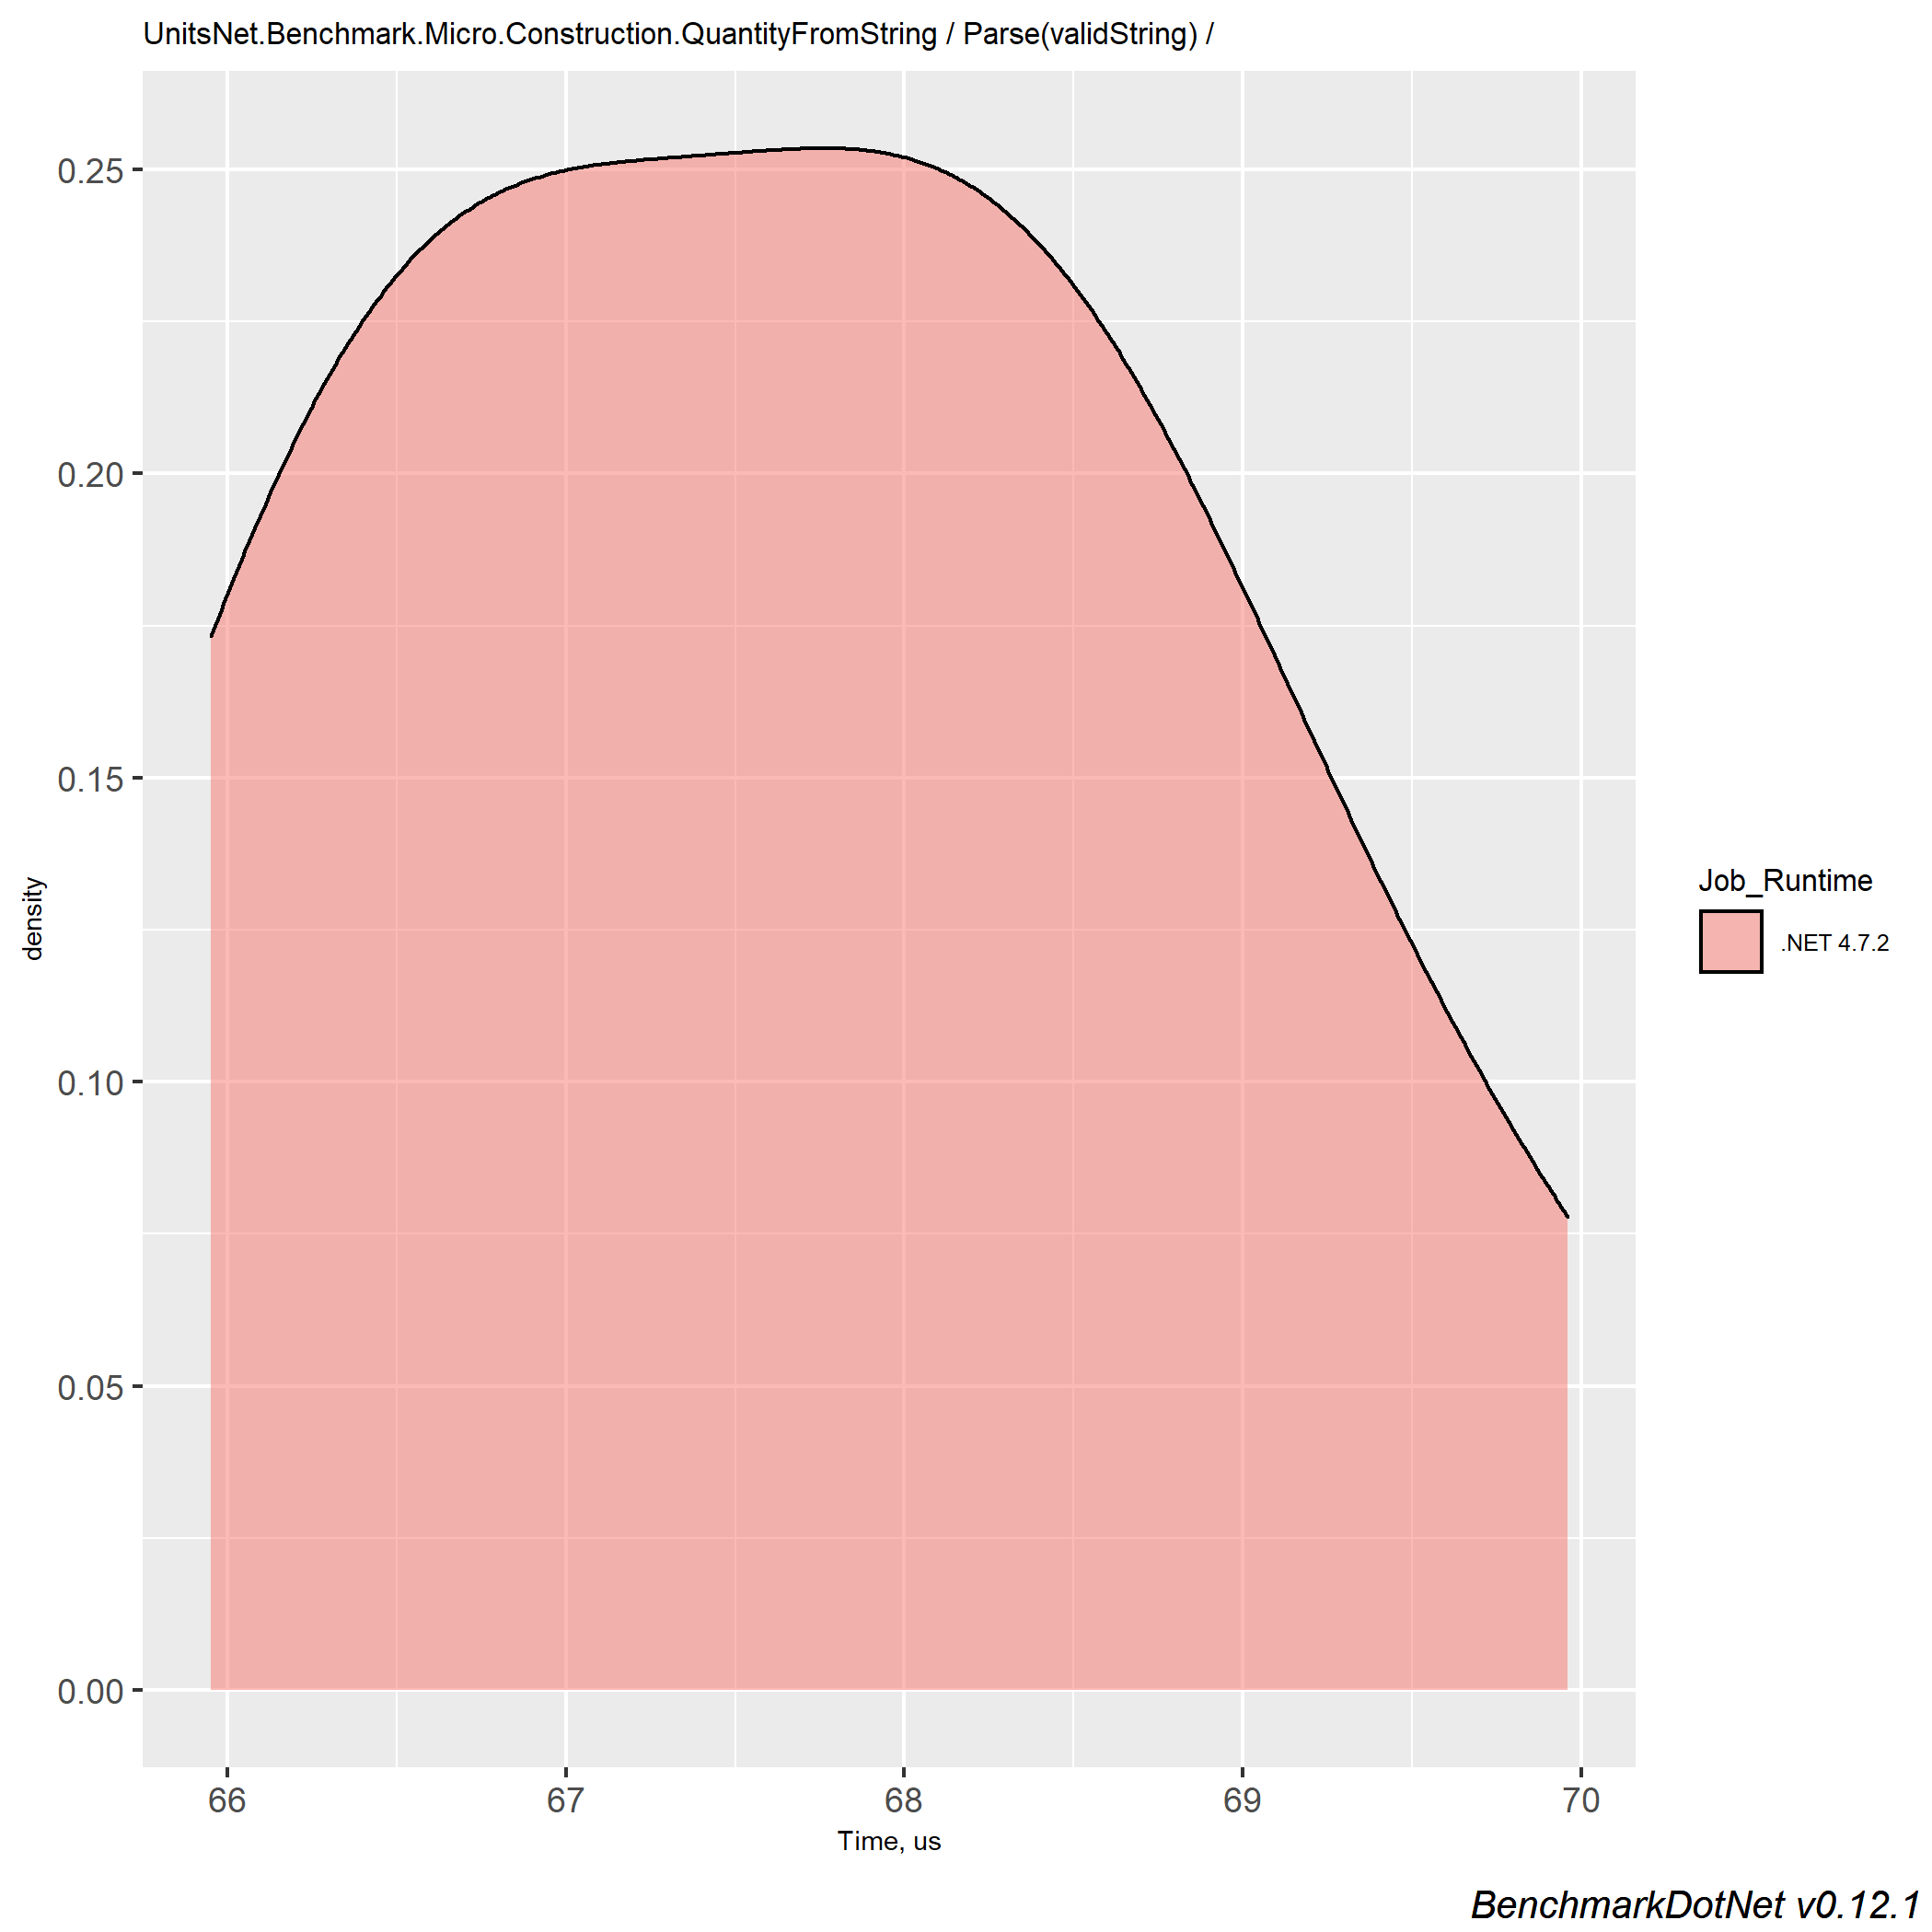 UnitsNet.Benchmark.Micro.Construction.QuantityFromString / Parse(validString) /
0.25
0.20
0.15
0.10
0.05
0.00
density
66 67 68 69 70
Time, us
Job_Runtime
.NET 4.7.2
BenchmarkDotNet v0.12.1